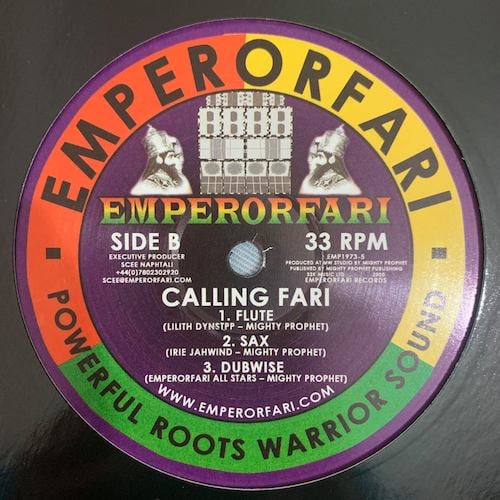 EMPERORFARI
EMPERORFARI
SIDE B
EXECUTIVE PRODUCER
SCEE NAPHTALI
+44(0)7802302920
SCEE@EMPERORFARI.COM
33 RPM
EMP1973-5
PRODUCED AT MW STUDIO BY MIGHTY PROPHET
PUBLISHED BY MIGHTY PROPHET PUBLISHING
2020
EMPERORFARI RECORDS
CALLING FARI
1. FLUTE
(LILITH DYNSTPP – MIGHTY PROPHET)
2. SAX
(IRIE JAHWIND – MIGHTY PROPHET)
3. DUBWISE
(EMPERORFARI ALL STARS – MIGHTY PROPHET)
WWW.EMPERORFARI.COM
POWERFUL ROOTS WARRIOR SOUND